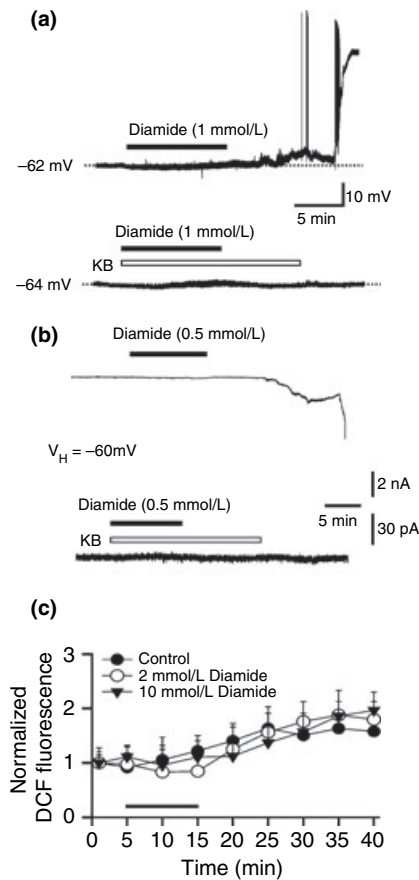 (a)
Diamide (1 mmol/L)
−62 mV
10 mV
5 min
Diamide (1 mmol/L)
KB
−64 mV
(b)
Diamide (0.5 mmol/L)
V_H = −60mV
2 nA
Diamide (0.5 mmol/L)
5 min
30 pA
KB
(c)
3
Control
2 mmol/L Diamide
10 mmol/L Diamide
Normalized
DCF fluorescence
2
1
0
0 5 10 15 20 25 30 35 40
Time (min)